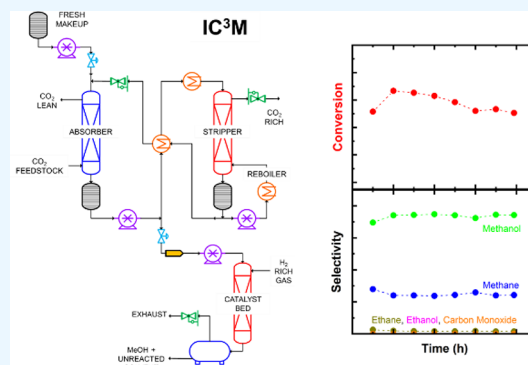 FRESH
MAKEUP
IC³M
CO₂
LEAN
ABSORBER
CO₂
FEEDSTOCK
STRIPPER
CO₂
RICH
REBOILER
H₂
RICH
GAS
CATALYST
BED
EXHAUST
MeOH +
UNREACTED
Conversion
Selectivity
Methanol
Methane
Ethane, Ethanol, Carbon Monoxide
Time (h)